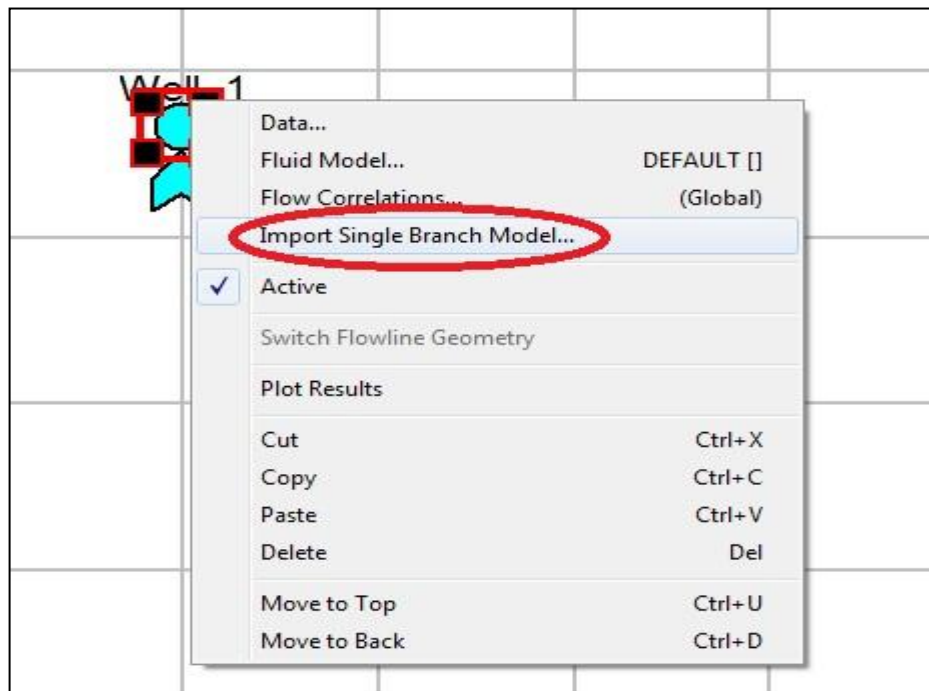 Well_1
Data...
Fluid Model... DEFAULT []
Flow Correlations... (Global)
Import Single Branch Model...
Active
Switch Flowline Geometry
Plot Results
Cut Ctrl+X
Copy Ctrl+C
Paste Ctrl+V
Delete Del
Move to Top Ctrl+U
Move to Back Ctrl+D